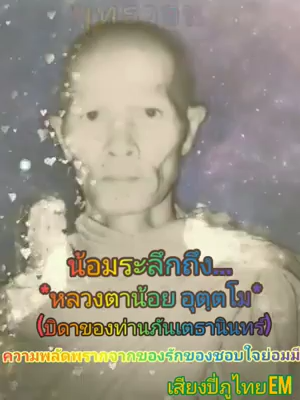 น้อมระลึกถึง...
*หลวงตาน้อย อุตฺตโม*
(บิดาของท่านกันเตธานินทร์)
ความพลัดพรากจากของรักของชอบใจย่อมมี
เสียงปี่ภูไทยEM